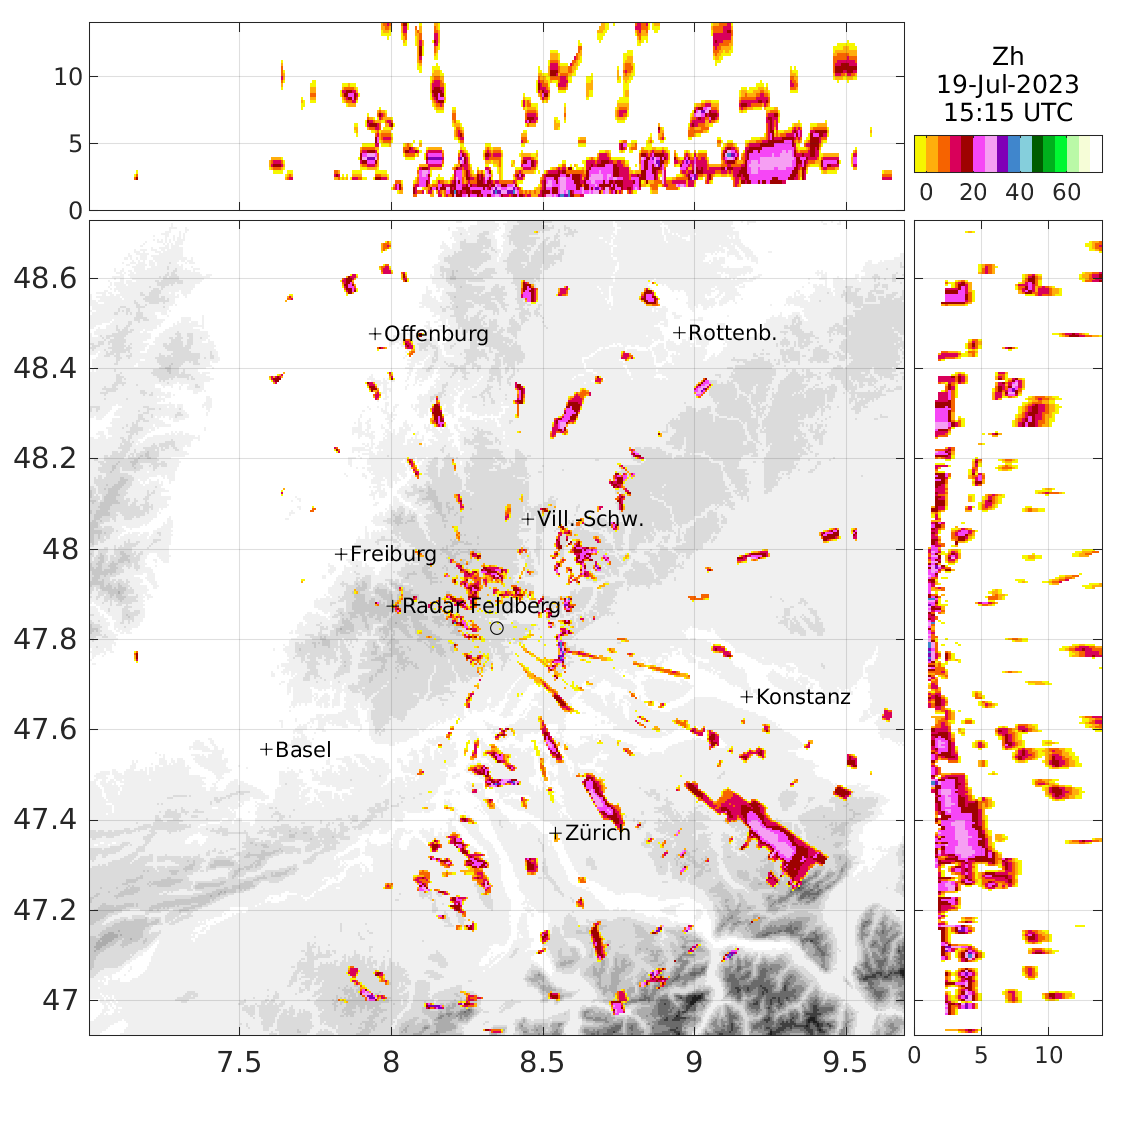 10
5
0
Zh
19-Jul-2023
15:15 UTC
0 20 40 60
48.6
48.4
48.2
48
47.8
47.6
47.4
47.2
47
+Offenburg
+Rottenb.
+Vill.-Schw.
+Freiburg
+Radar Feldberg
+Konstanz
+Basel
+Zürich
7.5 8 8.5 9 9.5
0 5 10